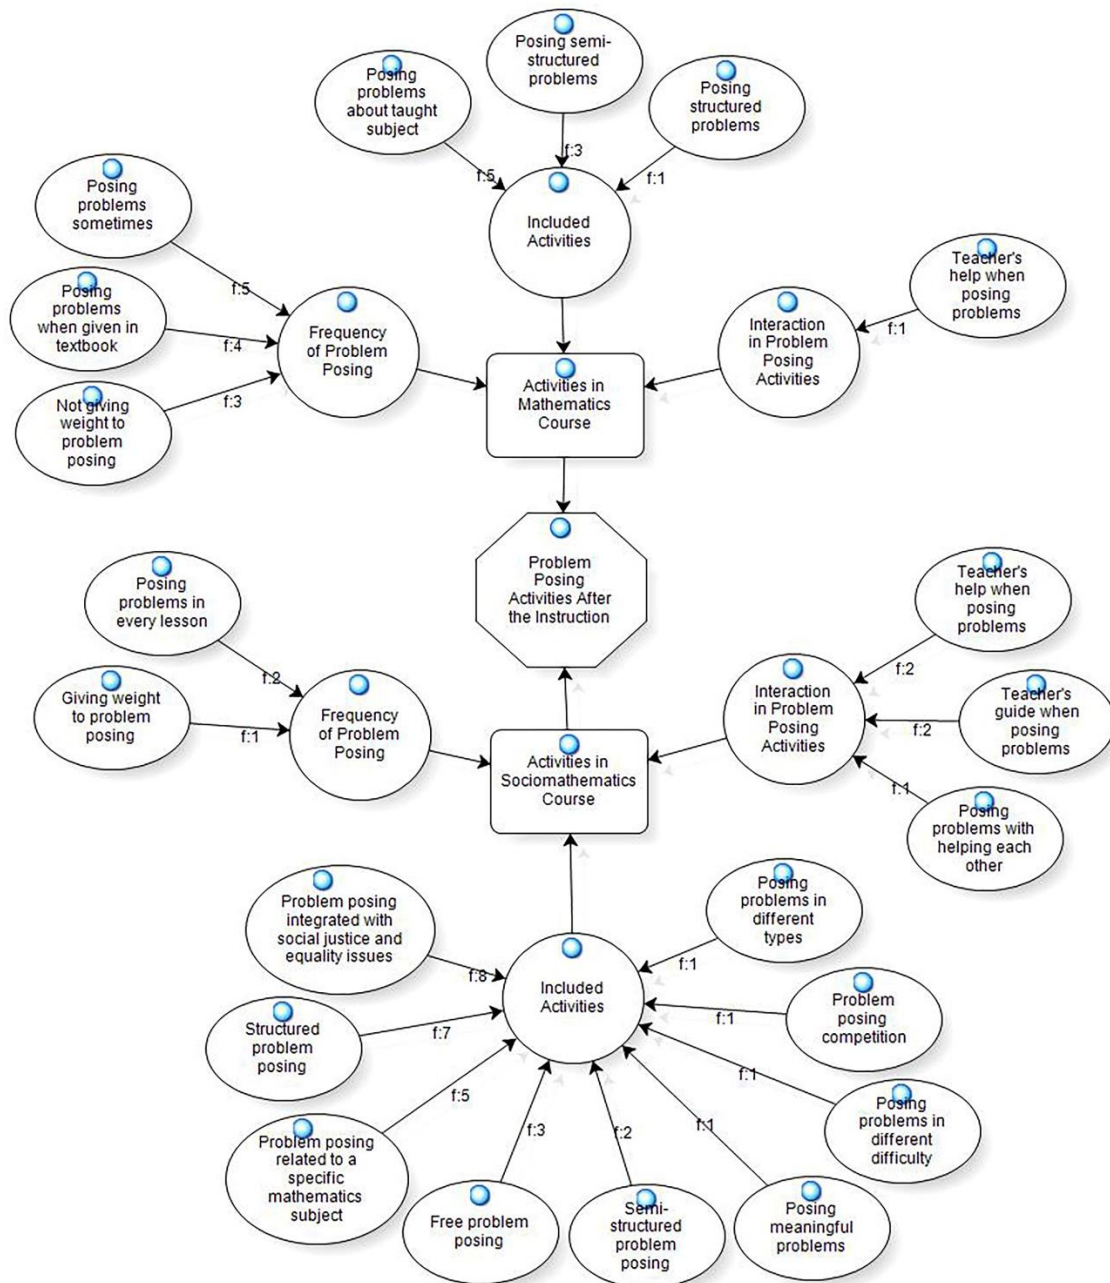 Posing semi-
structured
problems
Posing
problems
about taught
subject
Posing
structured
problems
f:3
f:5
f:1
Included
Activities
Posing
problems
sometimes
f:5
Posing
problems
when given in
textbook
f:4
Not giving
weight to
problem
posing
f:3
Frequency
of Problem
Posing
Teacher's
help when
posing
problems
f:1
Interaction
in Problem
Posing
Activities
Activities in
Mathematics
Course
Problem
Posing
Activities After
the Instruction
Posing
problems in
every lesson
f:2
Giving weight
to problem
posing
f:1
Frequency
of Problem
Posing
Activities in
Sociomathematics
Course
Interaction
in Problem
Posing
Activities
Teacher's
help when
posing
problems
f:2
Teacher's
guide when
posing
problems
f:2
Posing
problems with
helping each
other
f:1
Problem posing
integrated with
social justice and
equality issues
f:8
Structured
problem
posing
f:7
Problem posing
related to a
specific
mathematics
subject
f:5
Included
Activities
Posing
problems in
different
types
f:1
Problem
posing
competition
f:1
Posing
problems in
different
difficulty
f:1
Free problem
posing
f:3
Semi-
structured
problem
posing
f:2
Posing
meaningful
problems
f:1